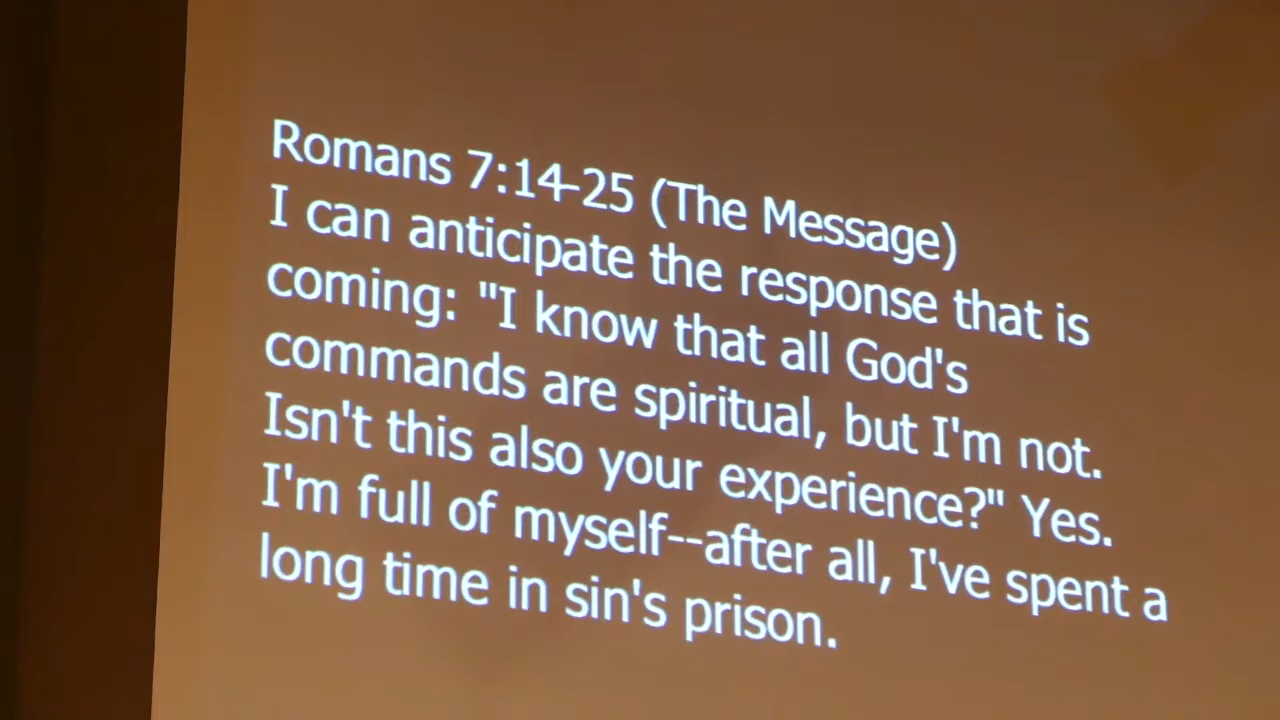 Romans 7:14-25 (The Message)
I can anticipate the response that is
coming: "I know that all God's
commands are spiritual, but I'm not.
Isn't this also your experience?" Yes.
I'm full of myself--after all, I've spent a
long time in sin's prison.